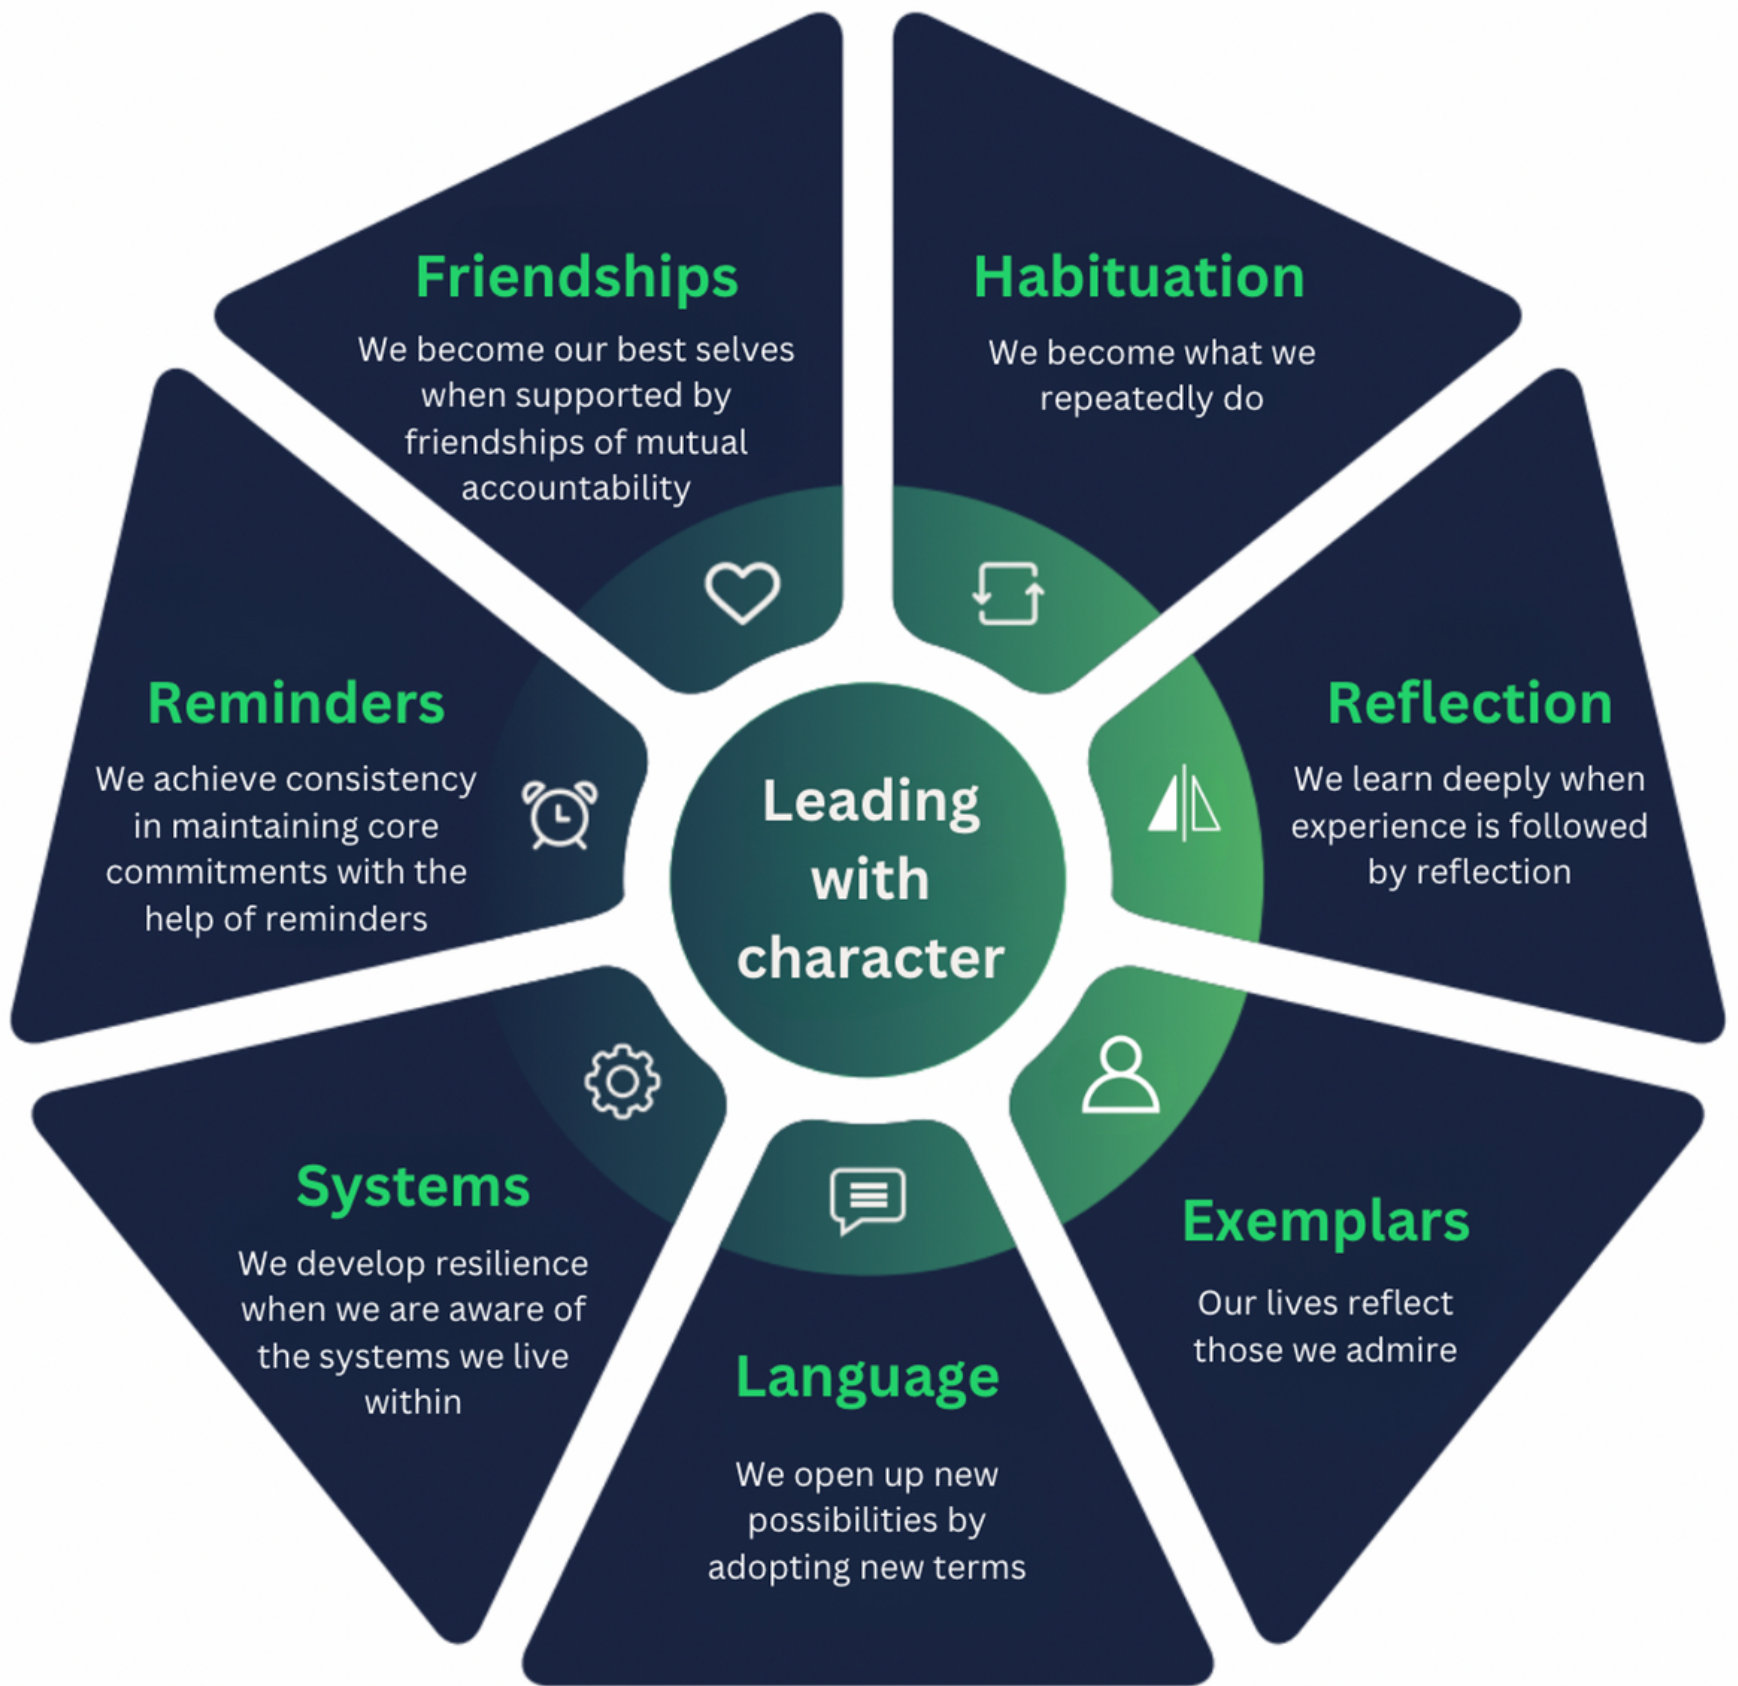 Friendships
We become our best selves
when supported by
friendships of mutual
accountability
Habituation
We become what we
repeatedly do
Reminders
We achieve consistency
in maintaining core
commitments with the
help of reminders
Leading
with
character
Reflection
We learn deeply when
experience is followed
by reflection
Systems
We develop resilience
when we are aware of
the systems we live
within
Language
We open up new
possibilities by
adopting new terms
Exemplars
Our lives reflect
those we admire